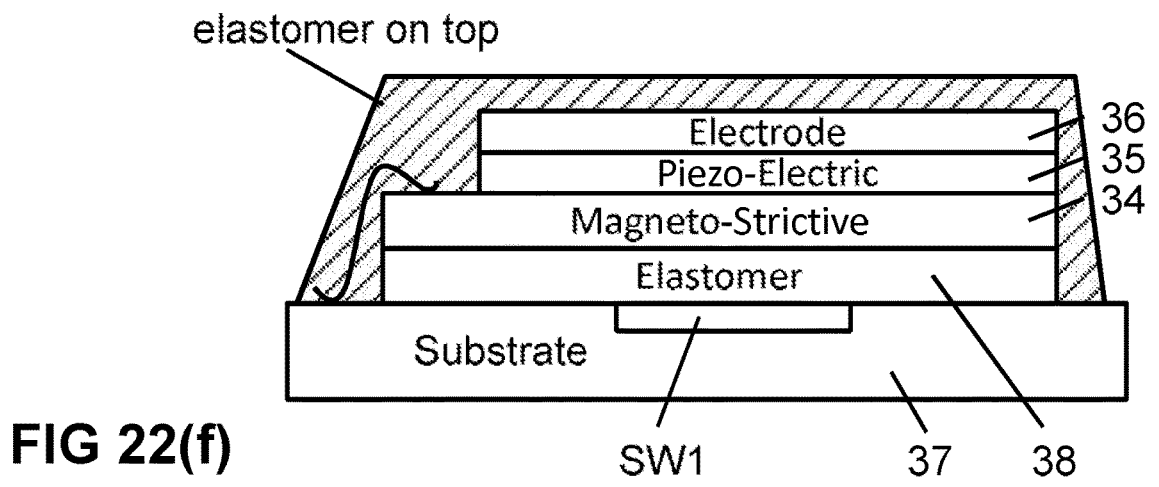 elastomer on top
Electrode
36
Piezo-Electric
35
Magneto-Strictive
34
Elastomer
Substrate
FIG 22(f)
SW1
37
38